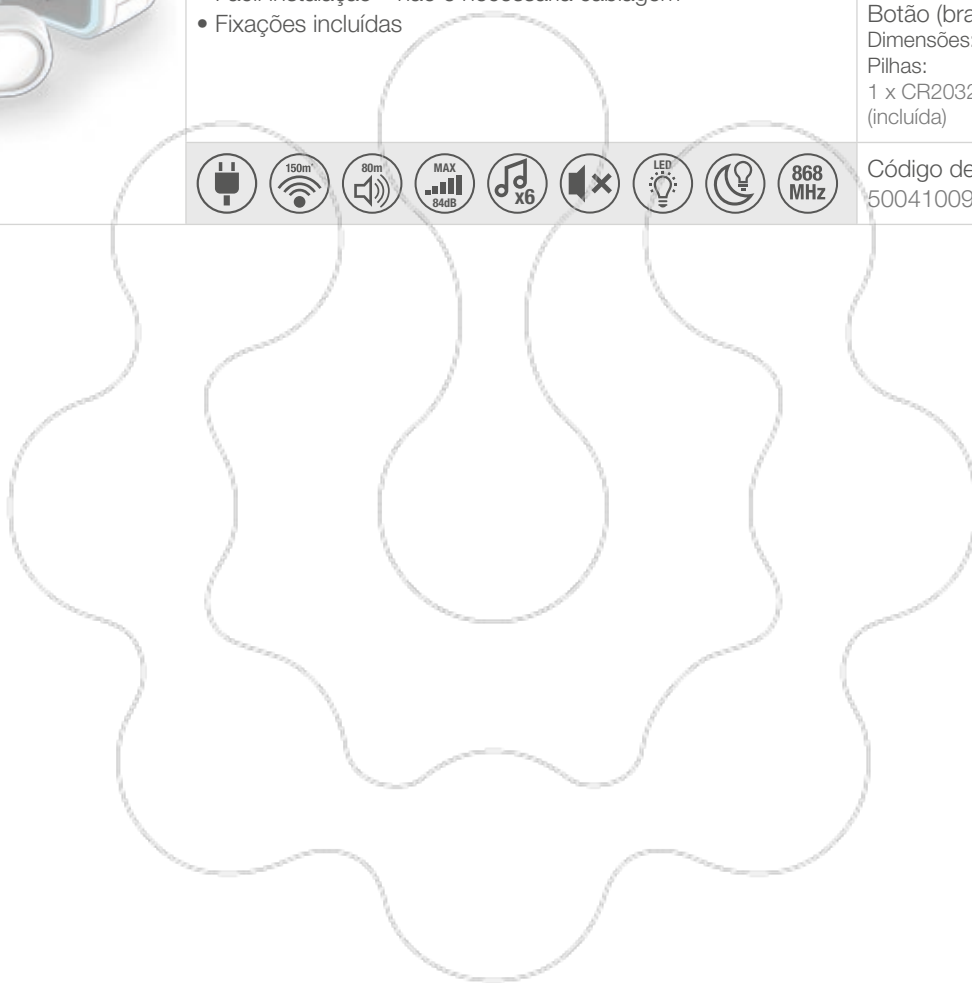 • Fixações incluídas
Botão (bra
Dimensões:
Pilhas:
1 x CR2032
(incluída)
150m*
80m
MAX
84dB
x6
LED
868
MHz
Código de
50041009